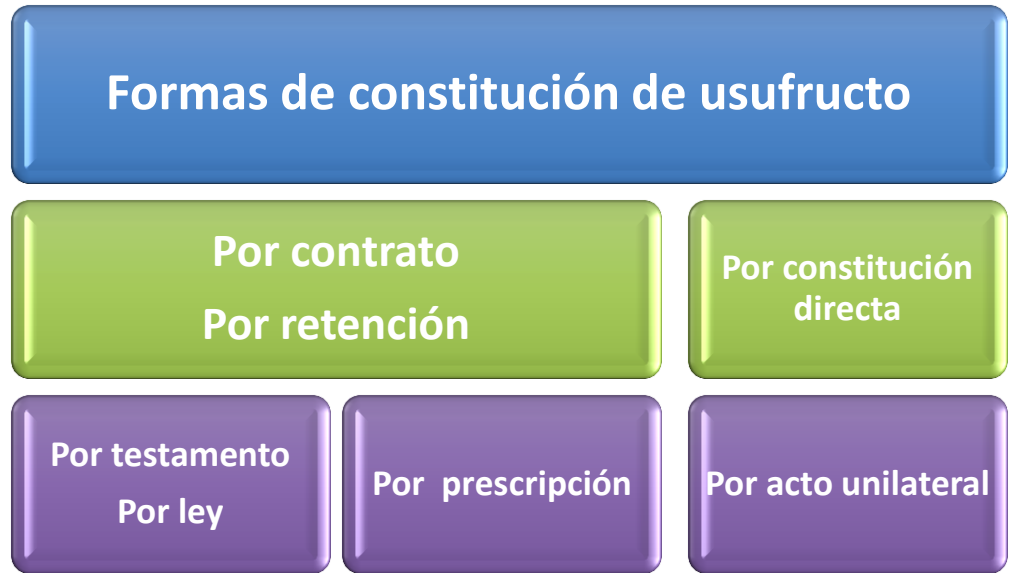 Formas de constitución de usufructo
Por contrato
Por retención
Por constitución
directa
Por testamento
Por ley
Por prescripción
Por acto unilateral